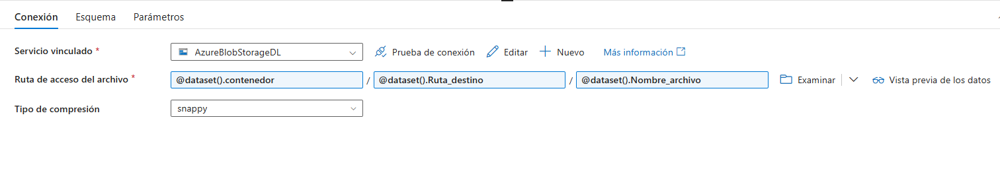 Conexión Esquema Parámetros
Servicio vinculado * AzureBlobStorageDL Prueba de conexión Editar Nuevo Más información
Ruta de acceso del archivo * @dataset().contenedor / @dataset().Ruta_destino / @dataset().Nombre_archivo Examinar Vista previa de los datos
Tipo de compresión snappy